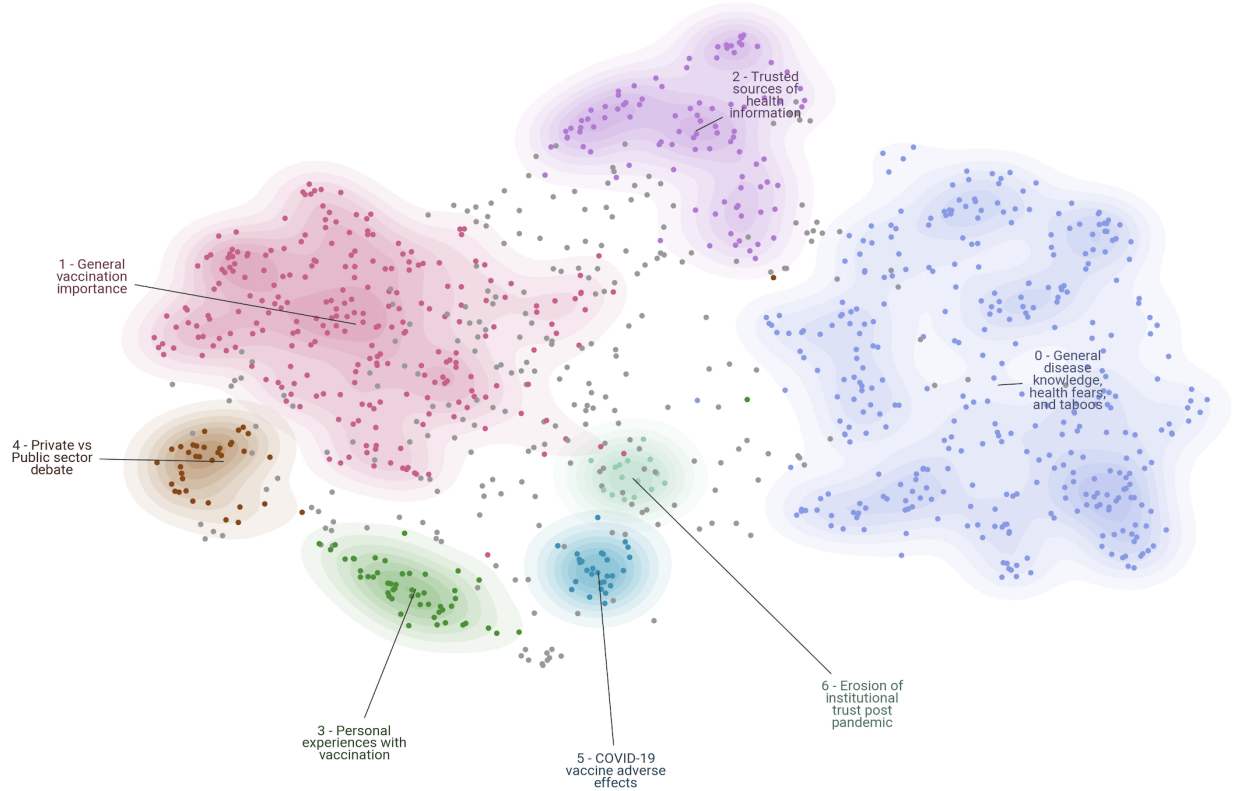 2 - Trusted
sources of
health
information
1 - General
vaccination
importance
0 - General
disease
knowledge,
health fears,
and taboos
4 - Private vs
Public sector
debate
6 - Erosion of
institutional
trust post
pandemic
3 - Personal
experiences with
vaccination
5 - COVID-19
vaccine adverse
effects